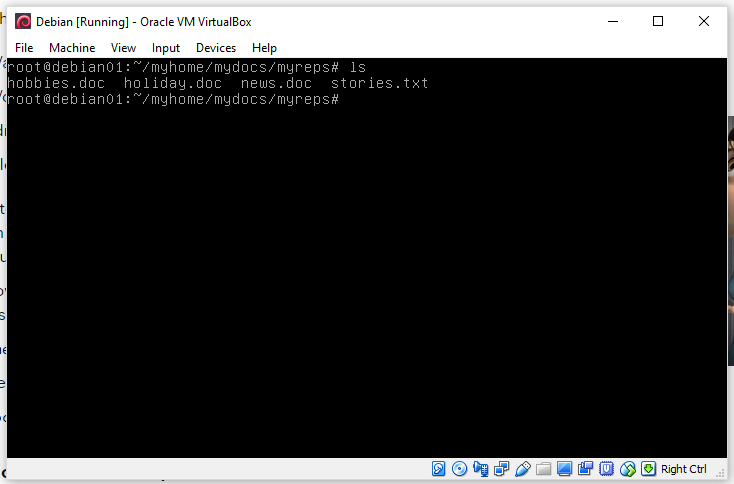 Debian [Running] - Oracle VM VirtualBox
File Machine View Input Devices Help
root@debian01:~/myhome/mydocs/myreps# ls
hobbies.doc holiday.doc news.doc stories.txt
root@debian01:~/myhome/mydocs/myreps#
Right Ctrl